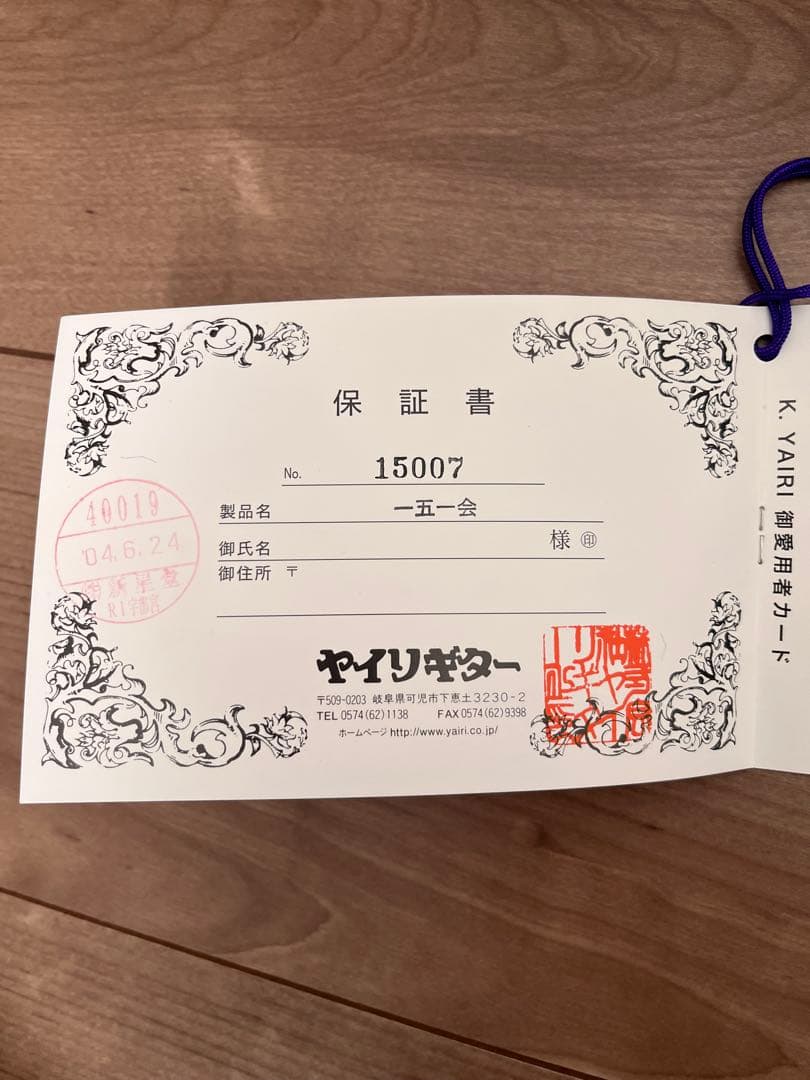 保証書
No. 15007
製品名 一五一会
御氏名 様 ㊞
御住所 〒
40019
'04.6.24
ヤイリギター
〒509-0203 岐阜県可児市下恵土3230-2
TEL 0574(62)1138 FAX 0574(62)9398
ホームページ http://www.yairi.co.jp/
K. YAIRI 御愛用者カード